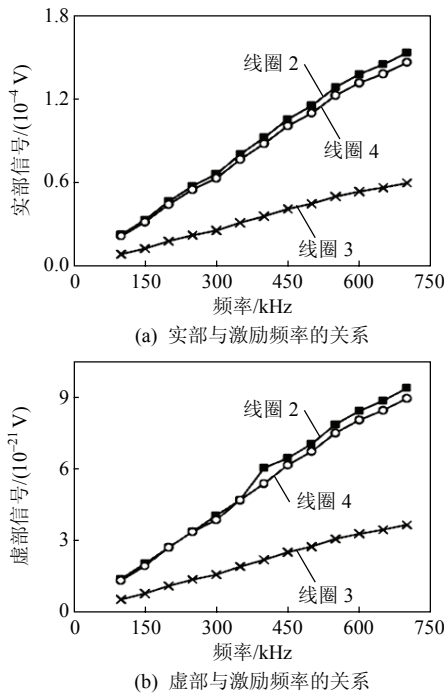 1.8
1.2
0.6
0.0
实部信号/(10⁻⁴ V)
线圈 2
线圈 4
线圈 3
0 150 300 450 600 750
频率/kHz
(a) 实部与激励频率的关系
9
6
3
0
虚部信号/(10⁻²¹ V)
线圈 2
线圈 4
线圈 3
0 150 300 450 600 750
频率/kHz
(b) 虚部与激励频率的关系